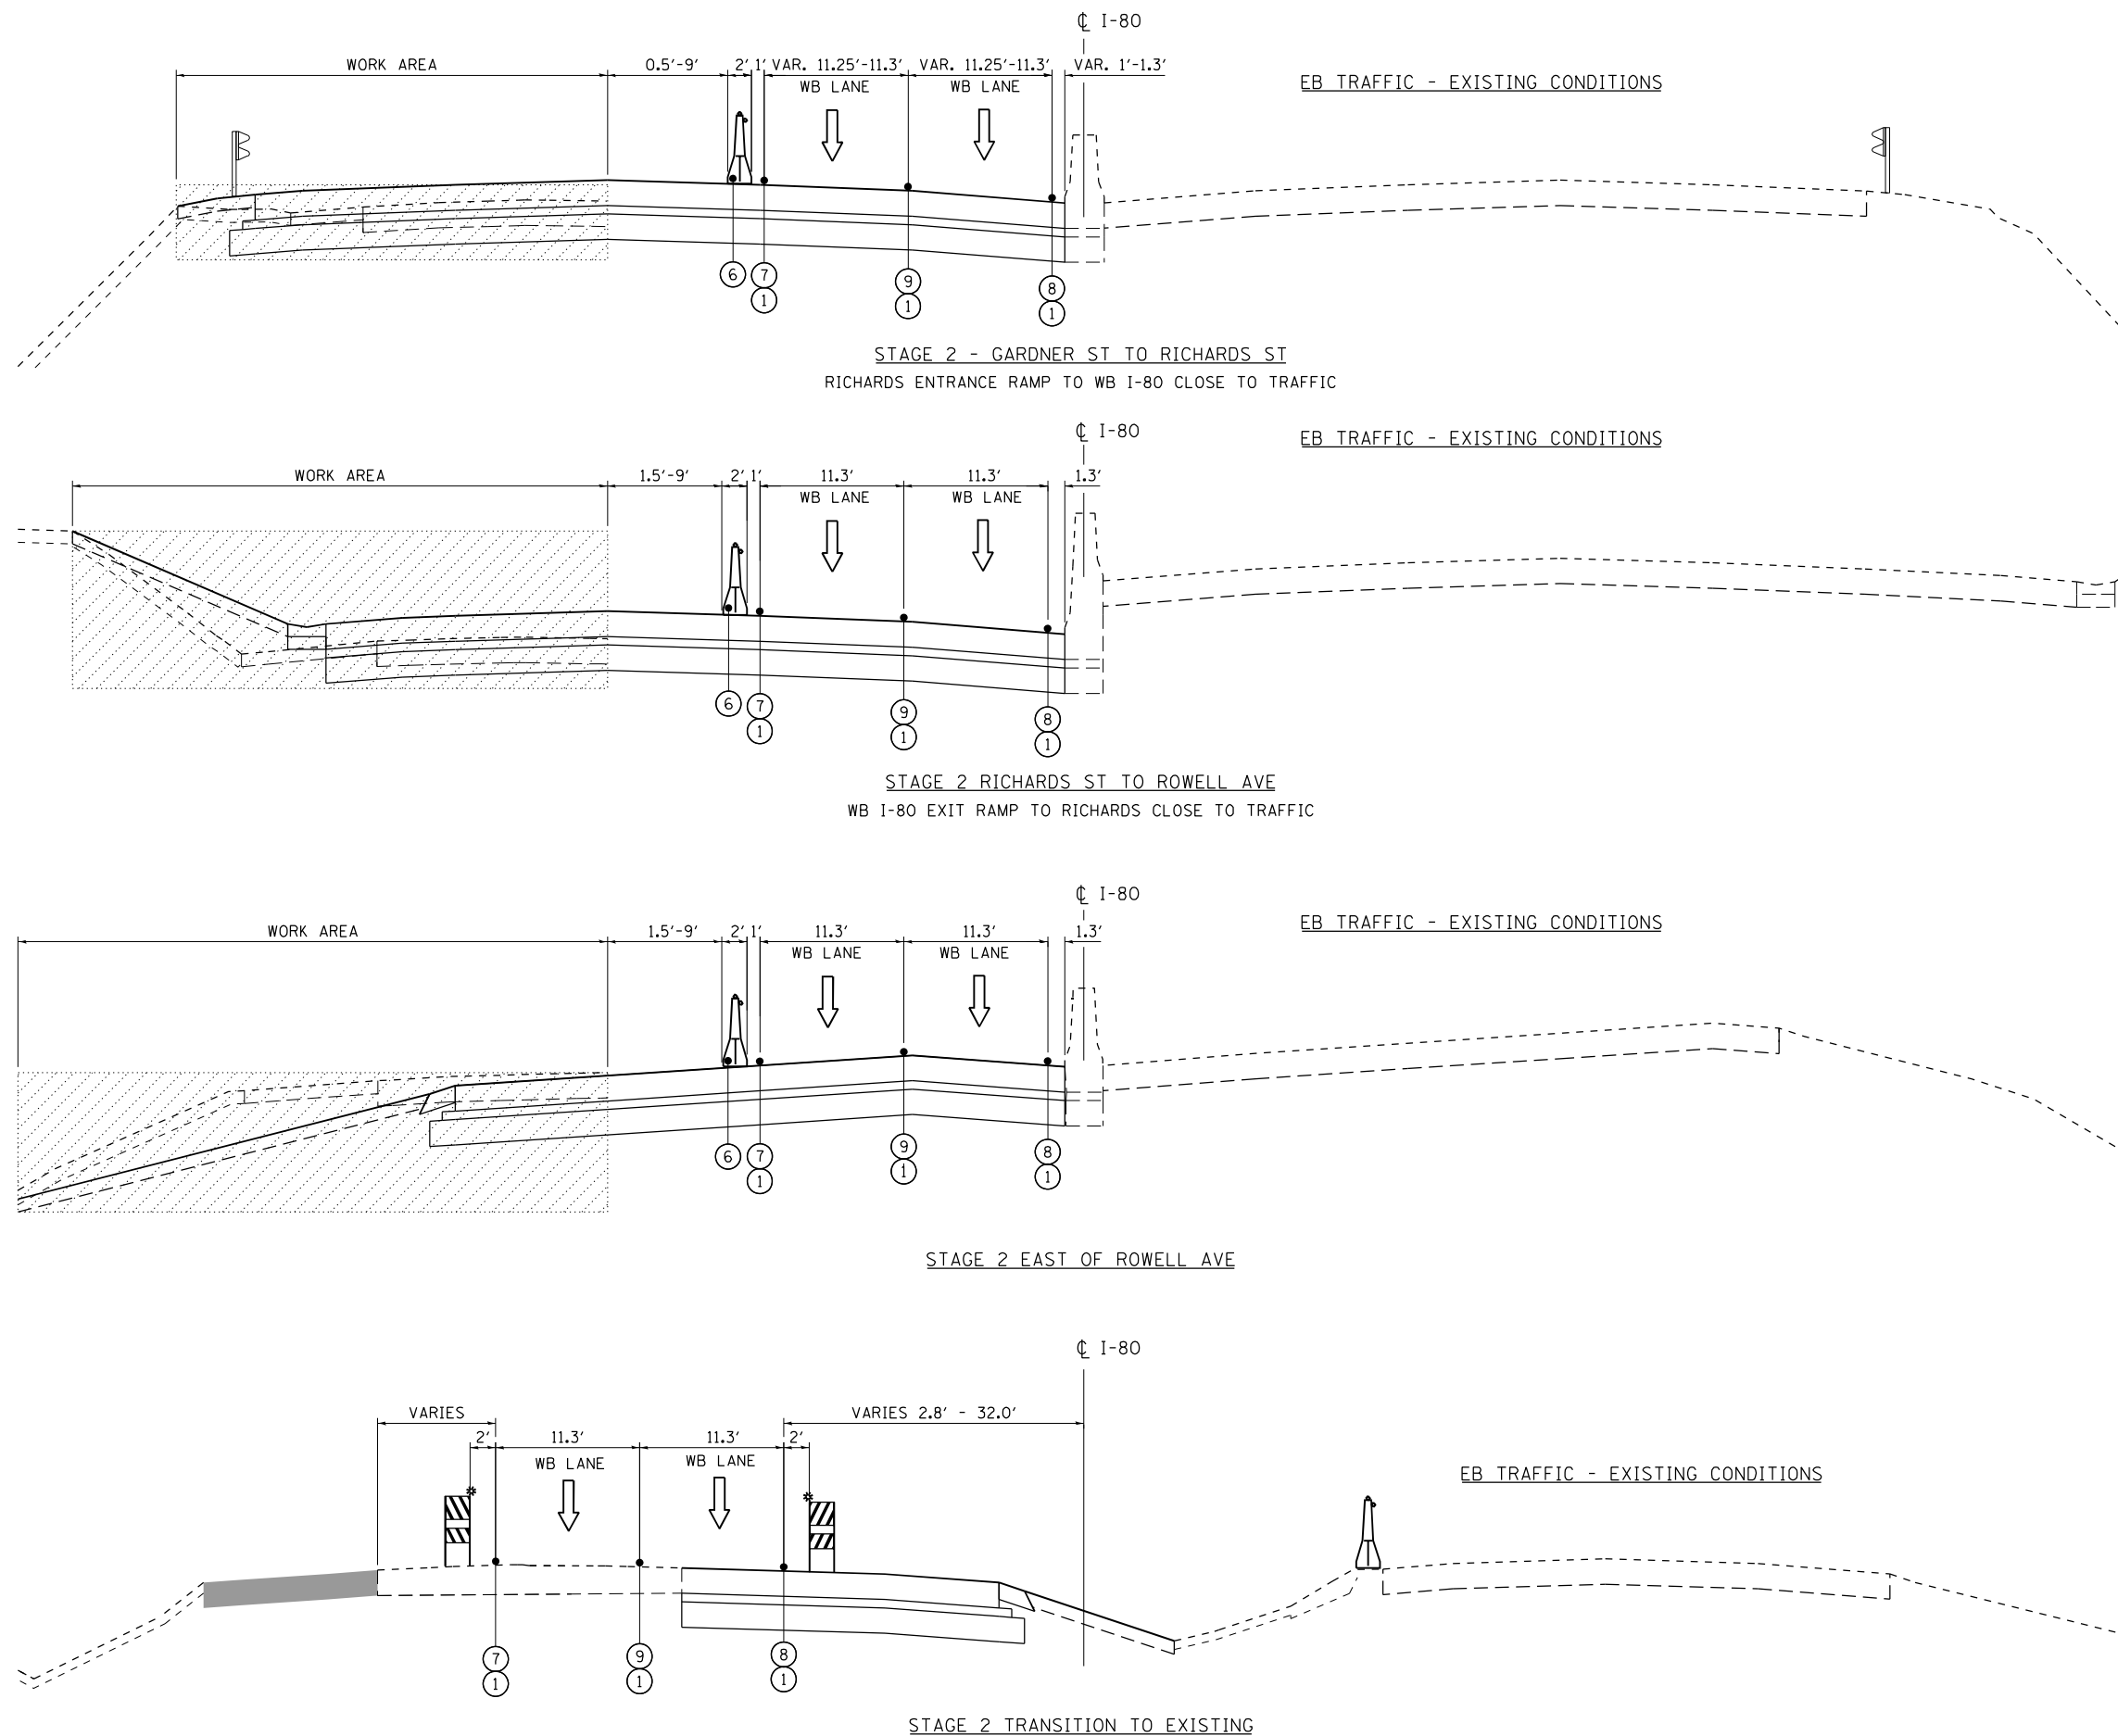 ℄ I-80
WORK AREA 0.5'-9' 2' 1' VAR. 11.25'-11.3' VAR. 11.25'-11.3' VAR. 1'-1.3'
WB LANE WB LANE
EB TRAFFIC - EXISTING CONDITIONS
6 7 9 8
1 1 1
STAGE 2 - GARDNER ST TO RICHARDS ST
RICHARDS ENTRANCE RAMP TO WB I-80 CLOSE TO TRAFFIC
℄ I-80
EB TRAFFIC - EXISTING CONDITIONS
WORK AREA 1.5'-9' 2' 1' 11.3' 11.3' 1.3'
WB LANE WB LANE
6 7 9 8
1 1 1
STAGE 2 RICHARDS ST TO ROWELL AVE
WB I-80 EXIT RAMP TO RICHARDS CLOSE TO TRAFFIC
℄ I-80
EB TRAFFIC - EXISTING CONDITIONS
WORK AREA 1.5'-9' 2' 1' 11.3' 11.3' 1.3'
WB LANE WB LANE
6 7 9 8
1 1 1
STAGE 2 EAST OF ROWELL AVE
℄ I-80
VARIES VARIES 2.8' - 32.0'
2' 11.3' 11.3' 2'
WB LANE WB LANE
EB TRAFFIC - EXISTING CONDITIONS
7 9 8
1 1 1
STAGE 2 TRANSITION TO EXISTING